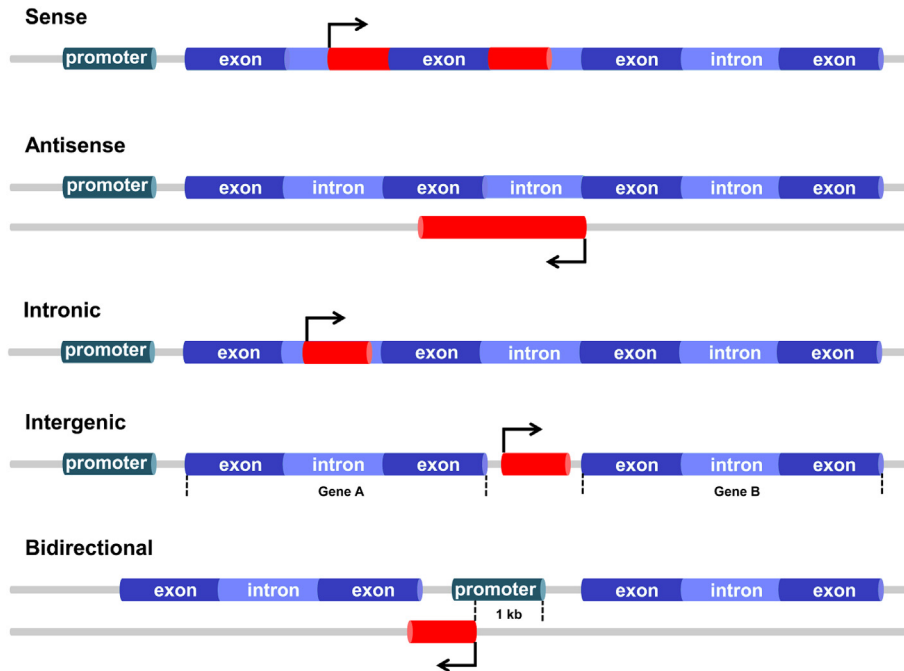 Sense
promoter exon exon exon intron exon
Antisense
promoter exon intron exon intron exon intron exon
Intronic
promoter exon exon intron exon intron exon
Intergenic
promoter exon intron exon exon intron exon
Gene A Gene B
Bidirectional
exon intron exon promoter exon intron exon
1 kb